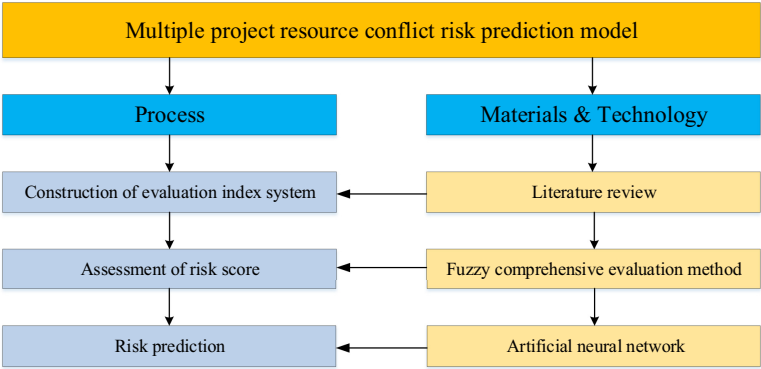 Multiple project resource conflict risk prediction model
Process
Materials & Technology
Construction of evaluation index system
Literature review
Assessment of risk score
Fuzzy comprehensive evaluation method
Risk prediction
Artificial neural network